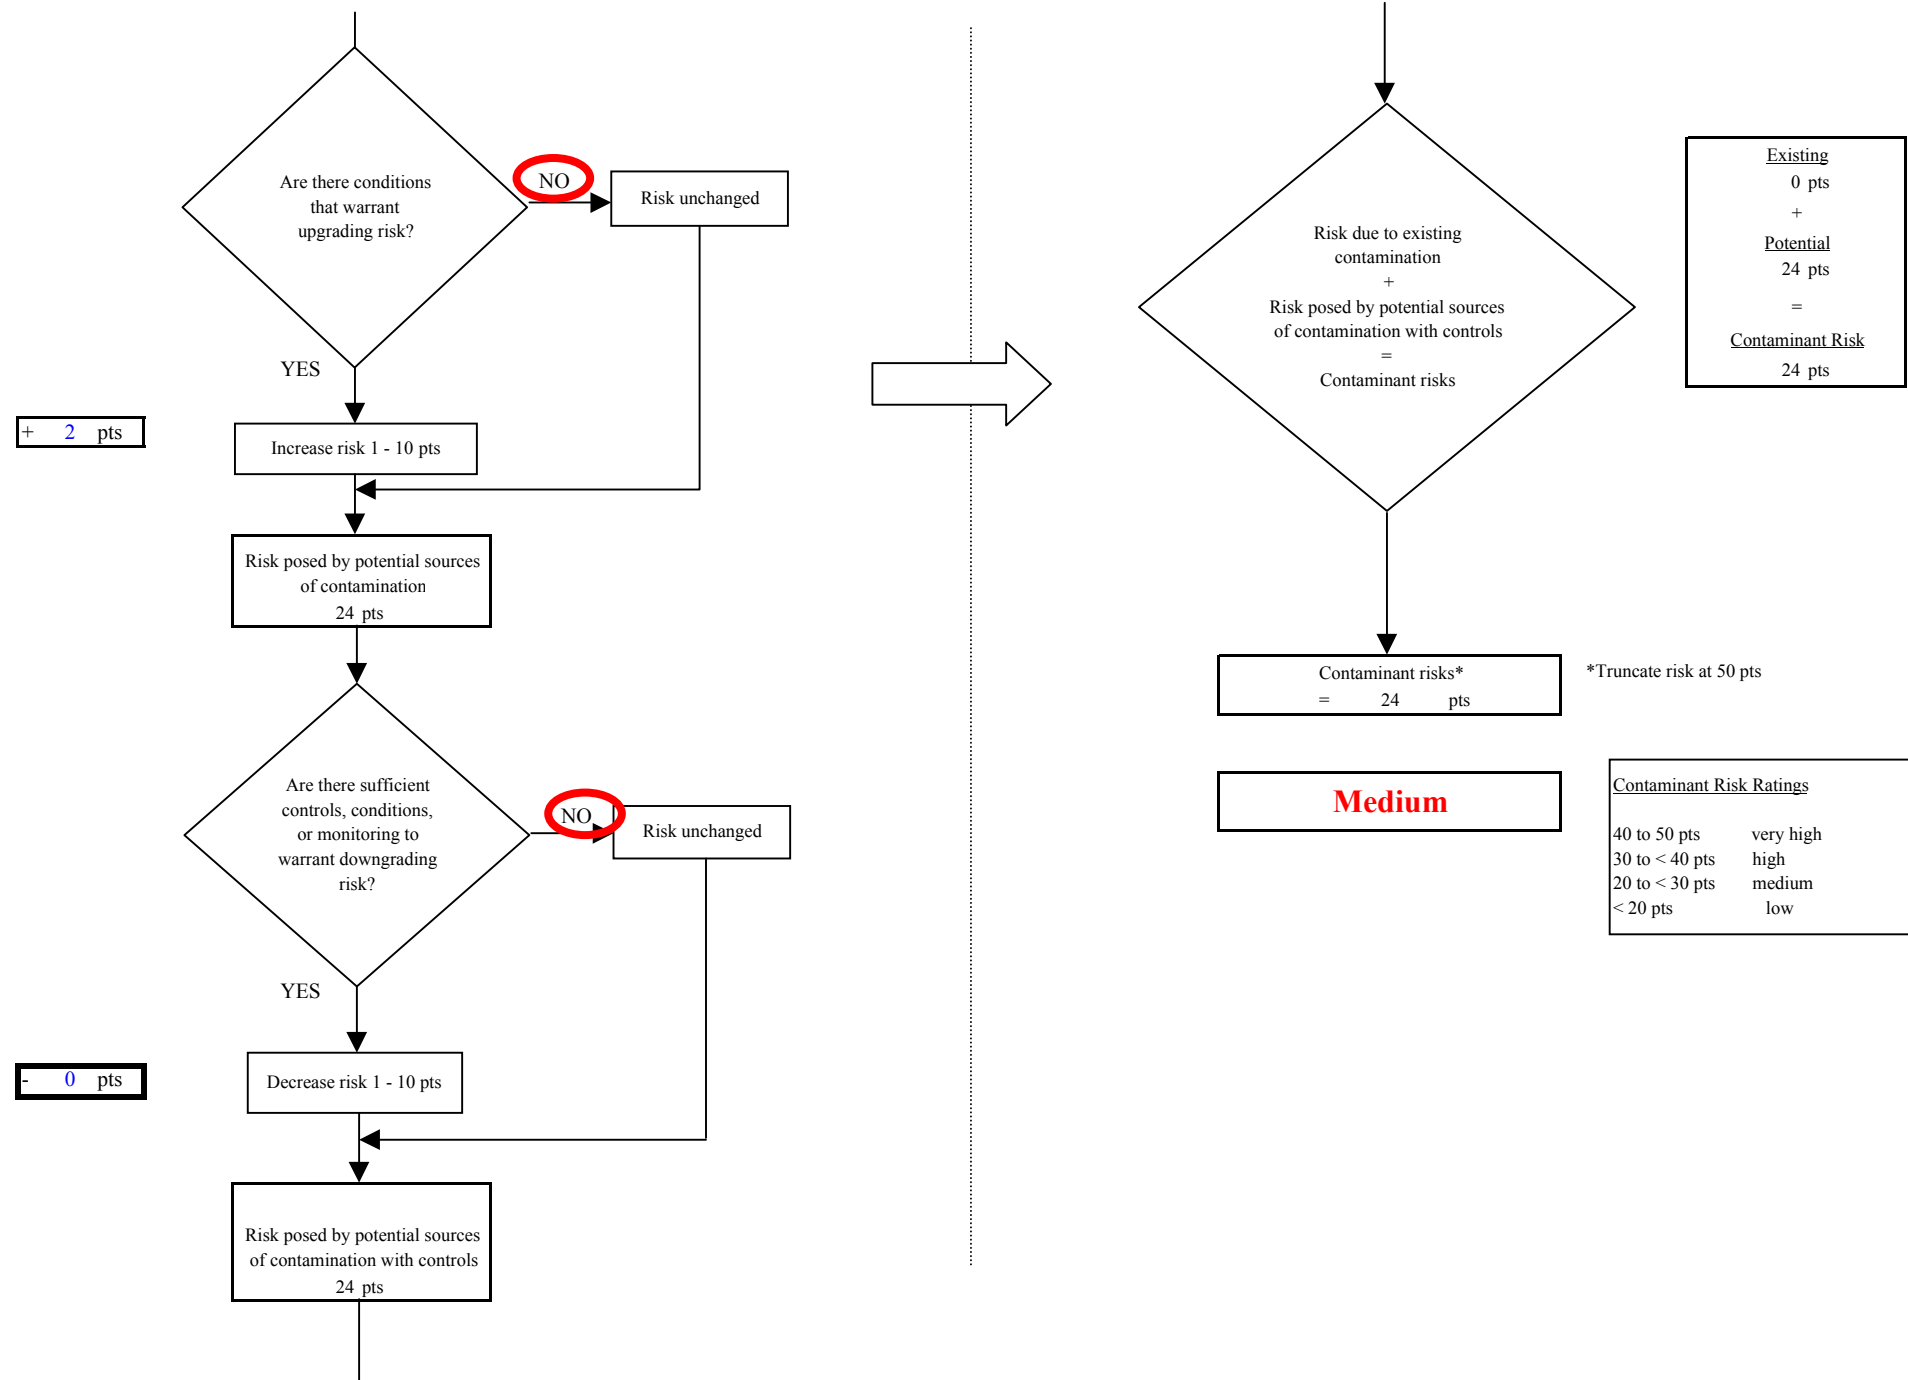 Are there conditions
that warrant
upgrading risk?
NO
Risk unchanged
YES
+ 2 pts
Increase risk 1 - 10 pts
Risk posed by potential sources
of contamination
24 pts
Are there sufficient
controls, conditions,
or monitoring to
warrant downgrading
risk?
NO
Risk unchanged
YES
- 0 pts
Decrease risk 1 - 10 pts
Risk posed by potential sources
of contamination with controls
24 pts
Risk due to existing
contamination
+
Risk posed by potential sources
of contamination with controls
=
Contaminant risks
Existing
0 pts
+
Potential
24 pts
=
Contaminant Risk
24 pts
Contaminant risks*
= 24 pts
*Truncate risk at 50 pts
Medium
Contaminant Risk Ratings
40 to 50 pts very high
30 to < 40 pts high
20 to < 30 pts medium
< 20 pts low